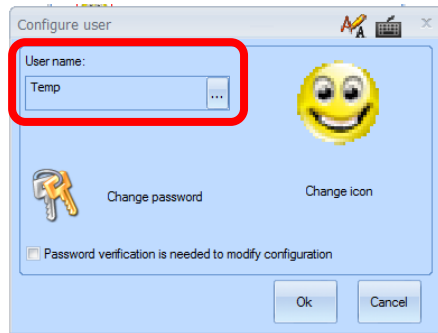 Configure user
User name:
Temp
...
Change password
Change icon
Password verification is needed to modify configuration
Ok
Cancel